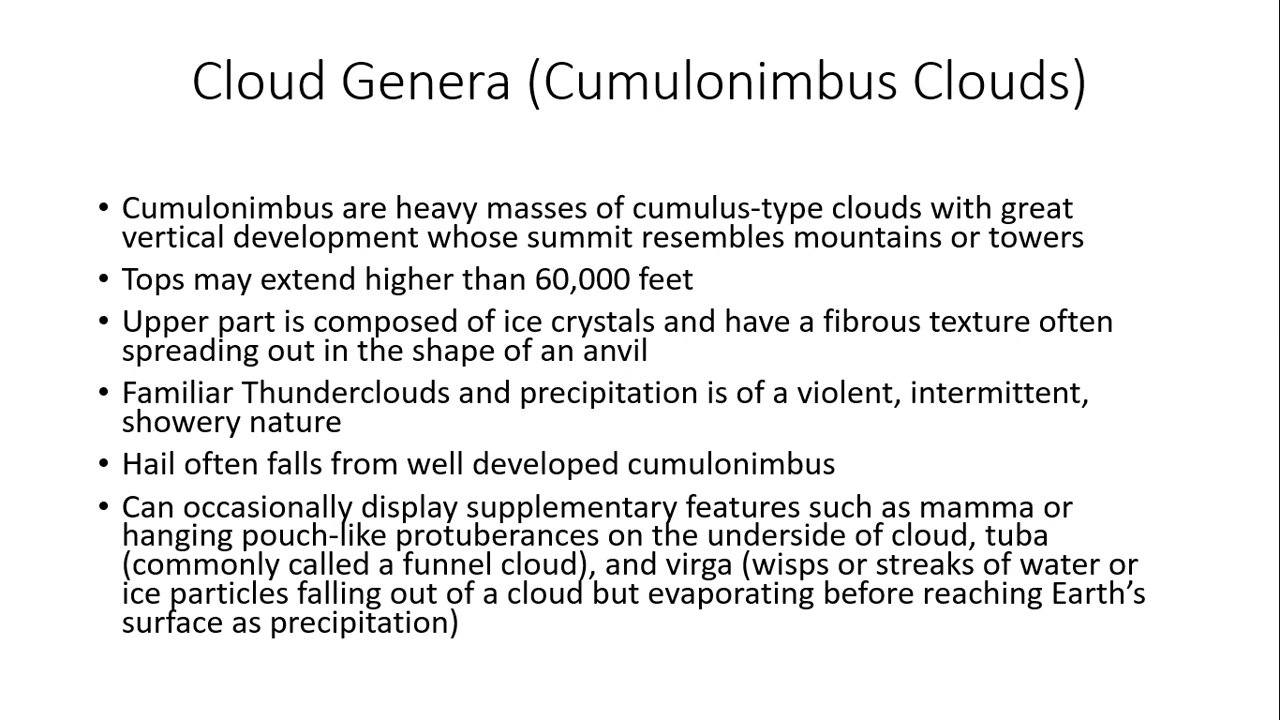 Cloud Genera (Cumulonimbus Clouds)
• Cumulonimbus are heavy masses of cumulus-type clouds with great
vertical development whose summit resembles mountains or towers
• Tops may extend higher than 60,000 feet
• Upper part is composed of ice crystals and have a fibrous texture often
spreading out in the shape of an anvil
• Familiar Thunderclouds and precipitation is of a violent, intermittent,
showery nature
• Hail often falls from well developed cumulonimbus
• Can occasionally display supplementary features such as mamma or
hanging pouch-like protuberances on the underside of cloud, tuba
(commonly called a funnel cloud), and virga (wisps or streaks of water or
ice particles falling out of a cloud but evaporating before reaching Earth’s
surface as precipitation)